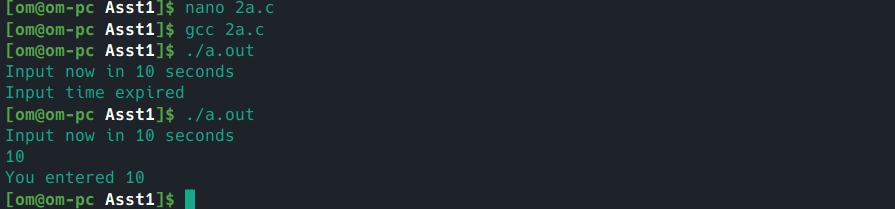 [om@om-pc Asst1]$ nano 2a.c
[om@om-pc Asst1]$ gcc 2a.c
[om@om-pc Asst1]$ ./a.out
Input now in 10 seconds
Input time expired
[om@om-pc Asst1]$ ./a.out
Input now in 10 seconds
10
You entered 10
[om@om-pc Asst1]$